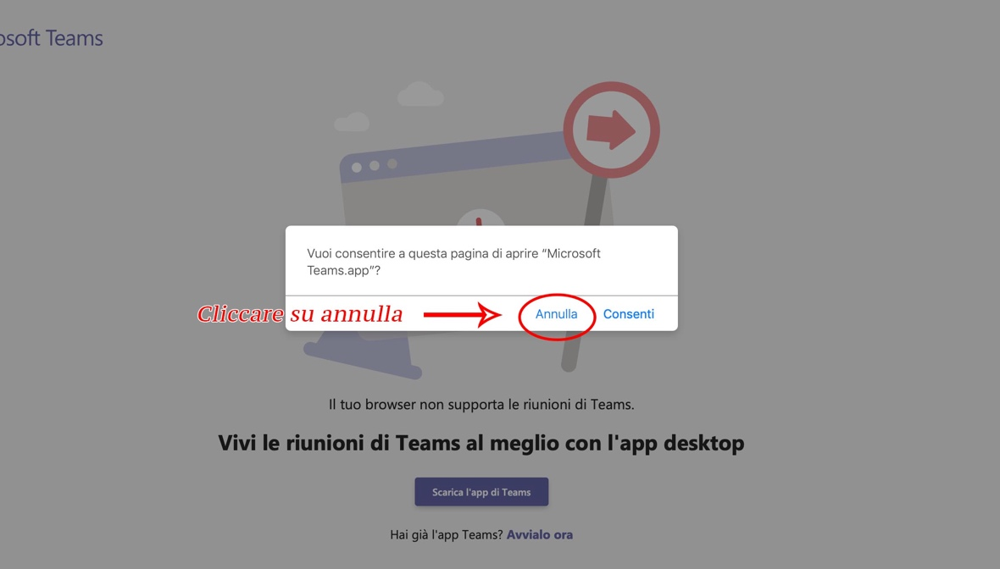 Teams
Vuoi consentire a questa pagina di aprire “Microsoft
Teams.app”?
Cliccare su annulla
Annulla Consenti
Il tuo browser non supporta le riunioni di Teams.
Vivi le riunioni di Teams al meglio con l'app desktop
Scarica l'app di Teams
Hai già l'app Teams? Avvialo ora